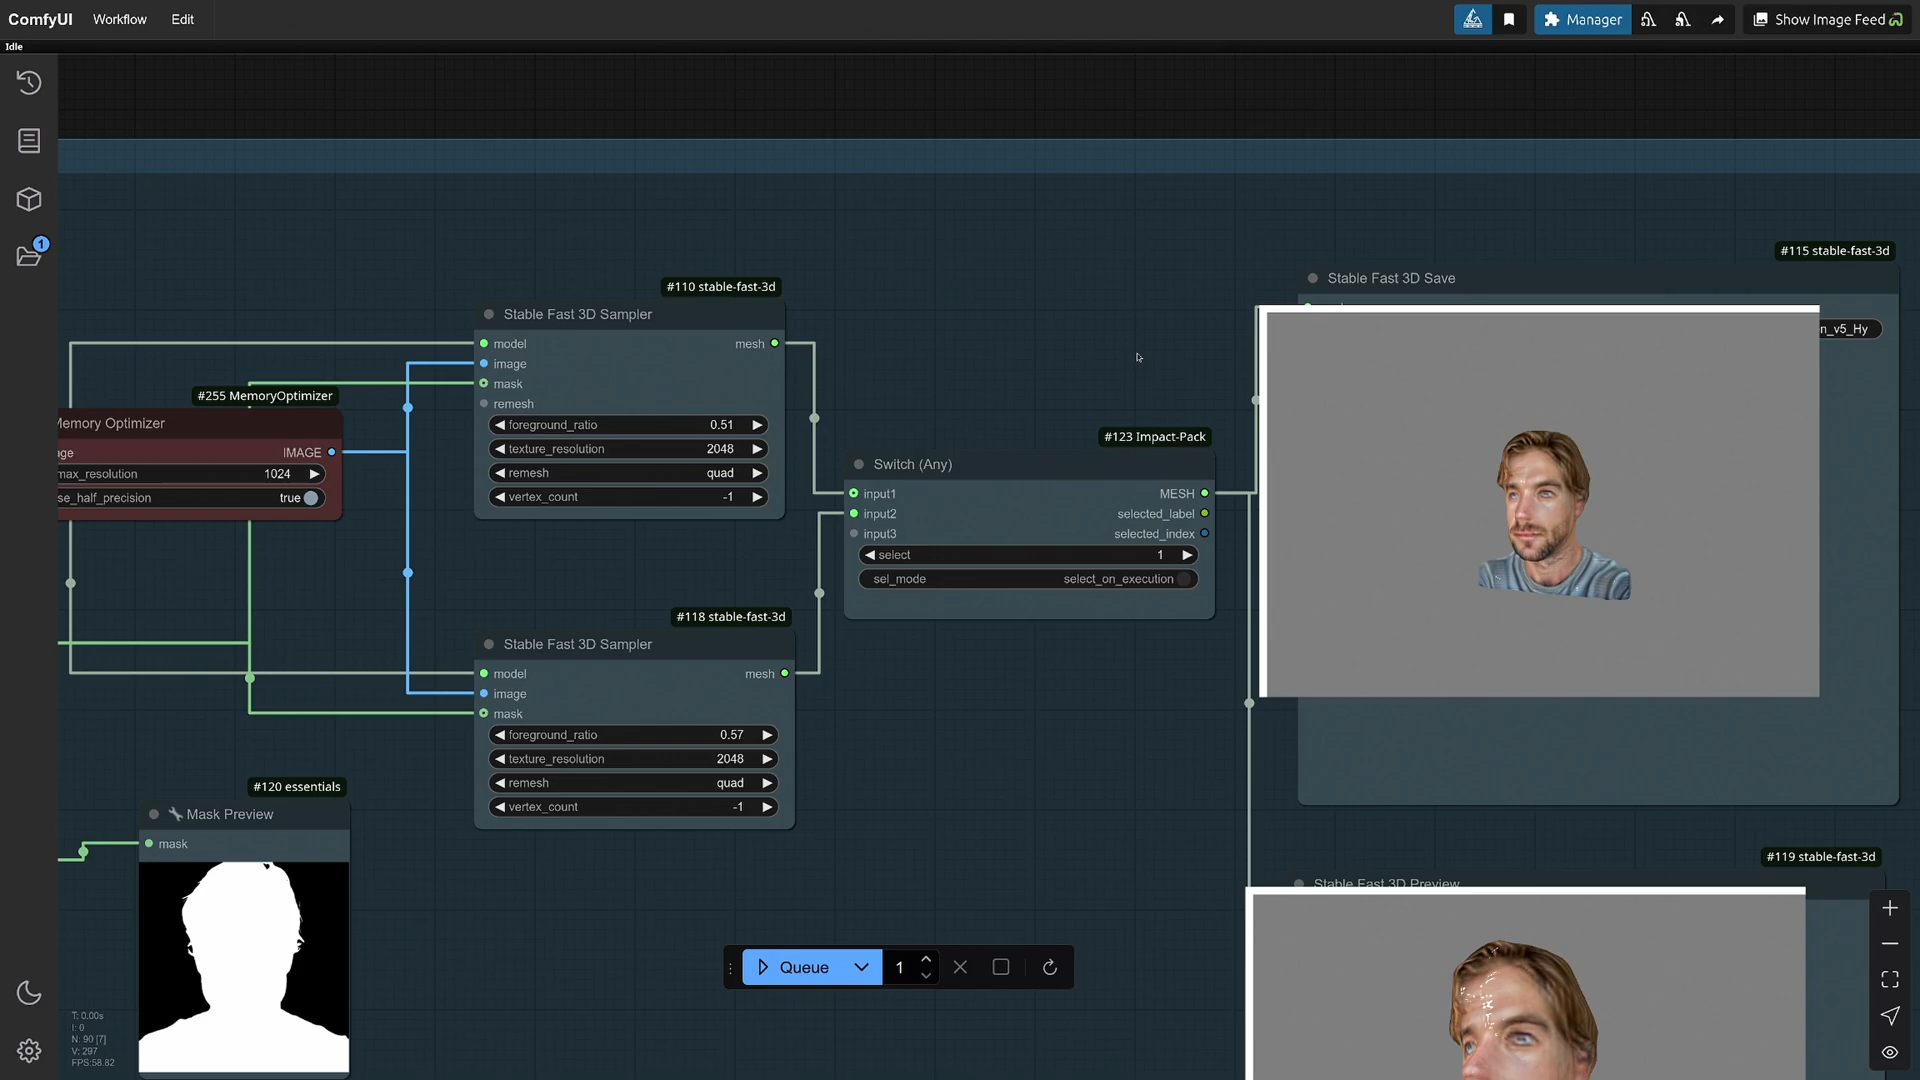 ComfyUI
Workflow
Edit
Manager
Show Image Feed
Idle
1
#115 stable-fast-3d
Stable Fast 3D Save
n_v5_Hy
#110 stable-fast-3d
Stable Fast 3D Sampler
model
mesh
image
mask
remesh
foreground_ratio 0.51
texture_resolution 2048
remesh quad
vertex_count -1
#255 MemoryOptimizer
Memory Optimizer
age
IMAGE
max_resolution 1024
se_half_precision true
#123 Impact-Pack
Switch (Any)
input1
MESH
input2
selected_label
input3
selected_index
select 1
sel_mode select_on_execution
#118 stable-fast-3d
Stable Fast 3D Sampler
model
mesh
image
mask
foreground_ratio 0.57
texture_resolution 2048
remesh quad
vertex_count -1
#120 essentials
Mask Preview
mask
#119 stable-fast-3d
Stable Fast 3D Preview
Queue
1
T: 0.00s
I: 0
N: 90 [7]
V: 297
FPS:58.82